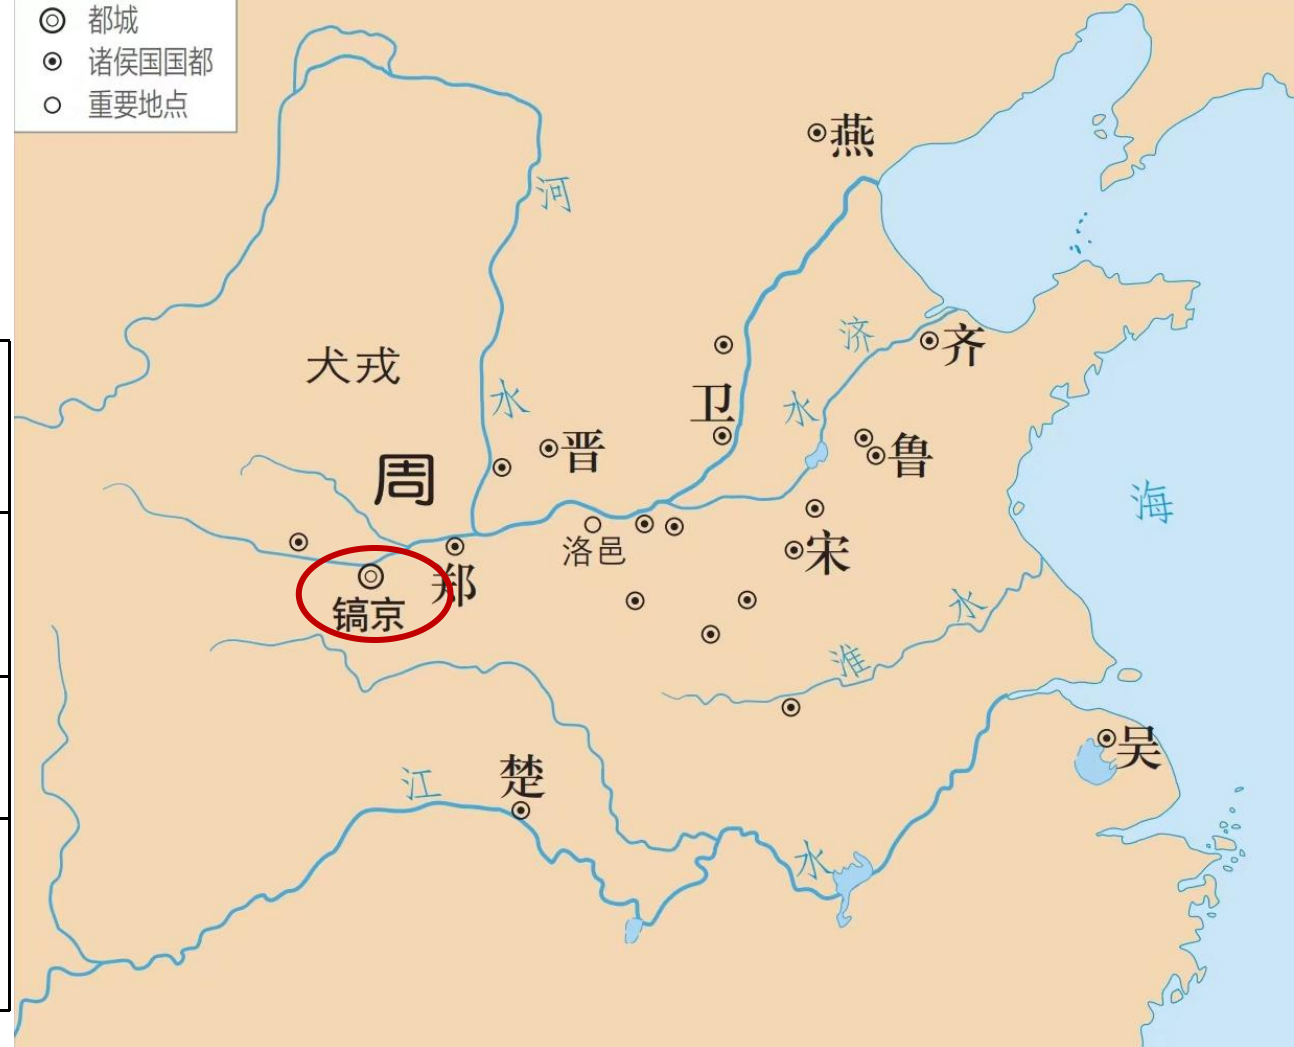 都城
诸侯国国都
重要地点
燕
河
济
齐
犬戎
水
卫
水
晋
鲁
周
海
洛邑
宋
郑
镐京
水
淮
吴
江
楚
水